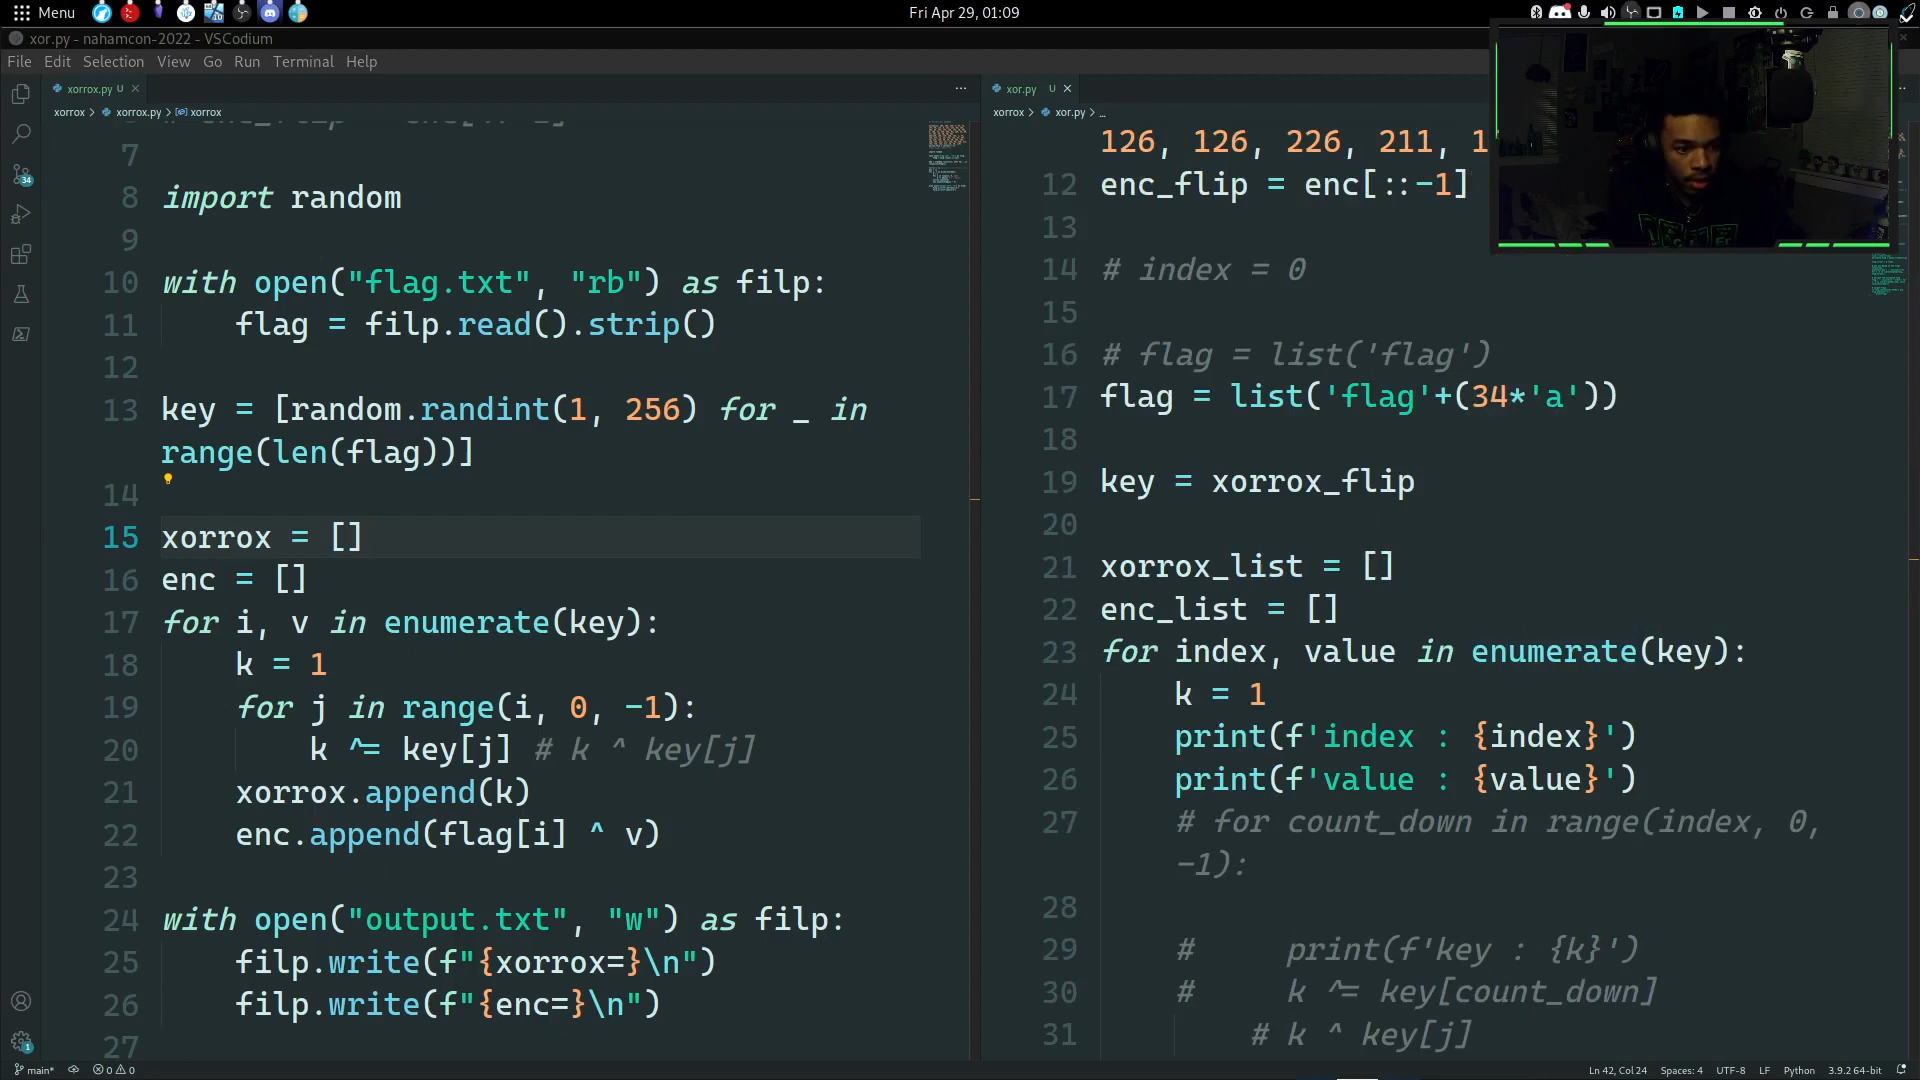 Menu
Fri Apr 29, 01:09
xor.py - nahamcon-2022 - VSCodium
File Edit Selection View Go Run Terminal Help
xorrox.py U
xorrox > xorrox.py > xorrox
7
8 import random
9
10 with open("flag.txt", "rb") as filp:
11 flag = filp.read().strip()
12
13 key = [random.randint(1, 256) for _ in
range(len(flag))]
14
15 xorrox = []
16 enc = []
17 for i, v in enumerate(key):
18 k = 1
19 for j in range(i, 0, -1):
20 k ^= key[j] # k ^ key[j]
21 xorrox.append(k)
22 enc.append(flag[i] ^ v)
23
24 with open("output.txt", "w") as filp:
25 filp.write(f"{xorrox=}\n")
26 filp.write(f"{enc=}\n")
27
xor.py U
xorrox > xor.py > ...
126, 126, 226, 211, 1
12 enc_flip = enc[::-1]
13
14 # index = 0
15
16 # flag = list('flag')
17 flag = list('flag'+(34*'a'))
18
19 key = xorrox_flip
20
21 xorrox_list = []
22 enc_list = []
23 for index, value in enumerate(key):
24 k = 1
25 print(f'index : {index}')
26 print(f'value : {value}')
27 # for count_down in range(index, 0,
-1):
28
29 # print(f'key : {k}')
30 # k ^= key[count_down]
31 # k ^ key[j]
34
1
main* 0 0
Ln 42, Col 24 Spaces: 4 UTF-8 LF Python 3.9.2 64-bit